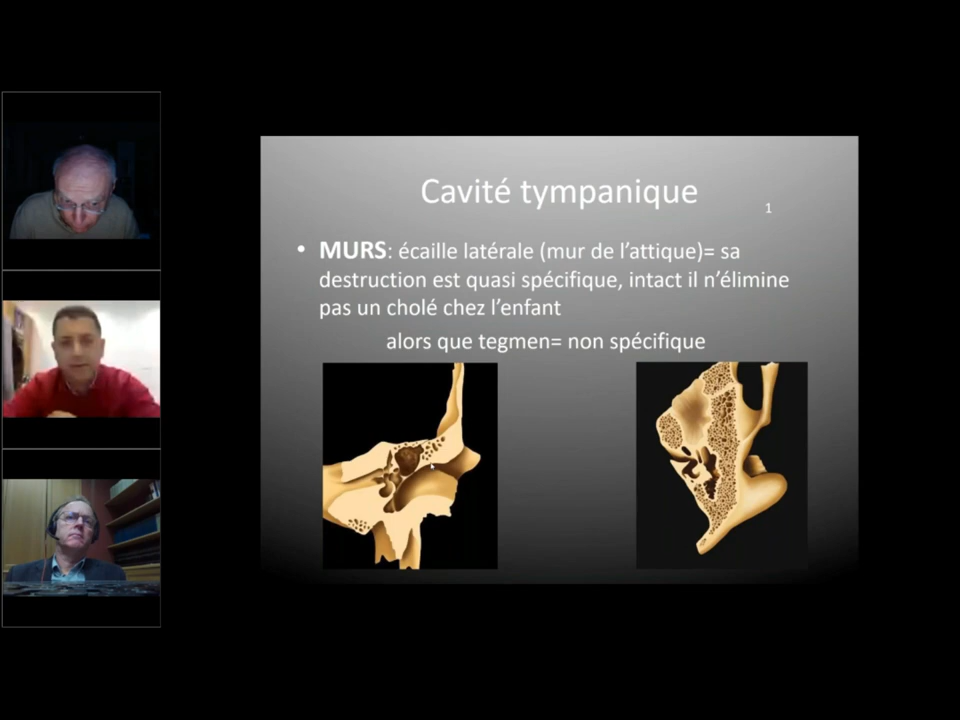 Cavité tympanique
1
• MURS: écaille latérale (mur de l’attique)= sa
destruction est quasi spécifique, intact il n’élimine
pas un cholé chez l’enfant
alors que tegmen= non spécifique